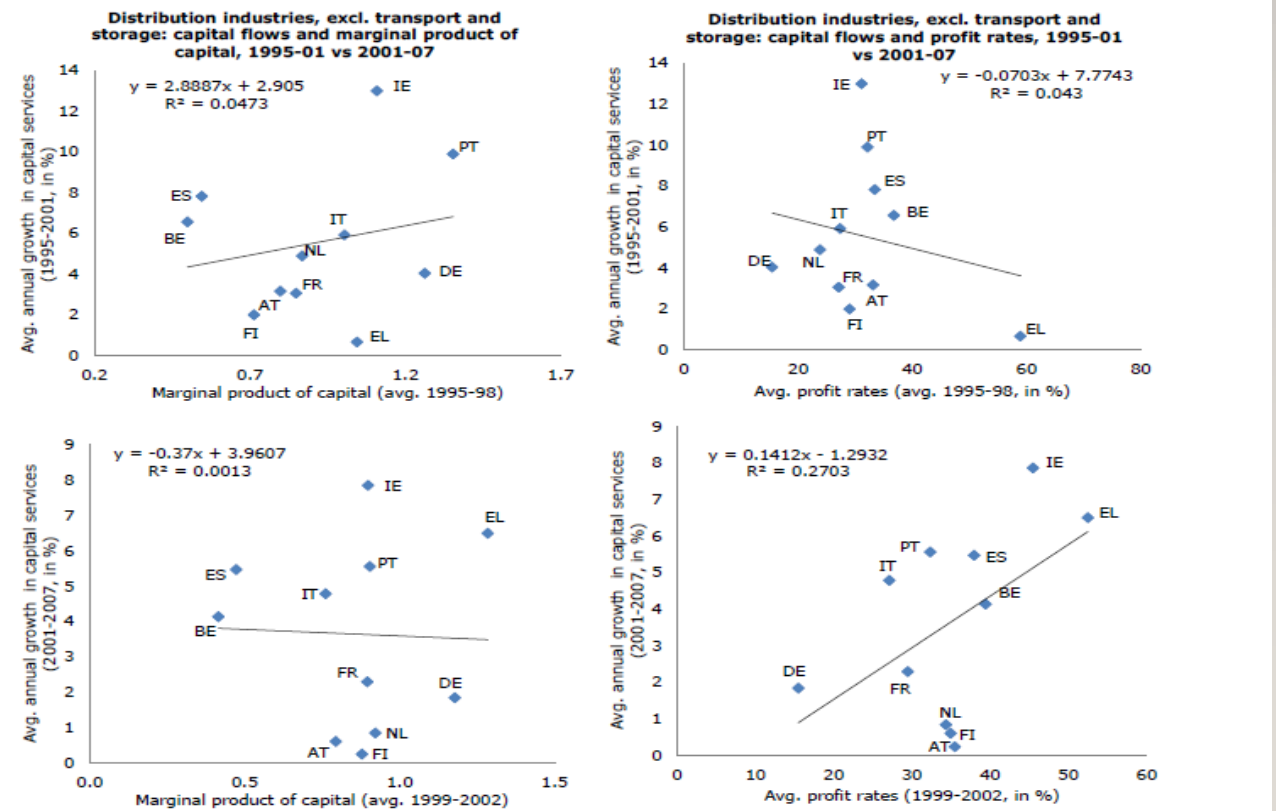 Distribution industries, excl. transport and
storage: capital flows and marginal product of
capital, 1995-01 vs 2001-07
y = 2.8887x + 2.905
R² = 0.0473
Avg. annual growth in capital services
(1995-2001, in %)
14
12
10
8
6
4
2
0
IE
PT
ES
BE
IT
NL
DE
FR
AT
FI
EL
0.2 0.7 1.2 1.7
Marginal product of capital (avg. 1995-98)
Distribution industries, excl. transport and
storage: capital flows and profit rates, 1995-01
vs 2001-07
y = -0.0703x + 7.7743
R² = 0.043
Avg. annual growth in capital services
(1995-2001, in %)
14
12
10
8
6
4
2
0
IE
PT
ES
BE
IT
DE
NL
FR
AT
FI
EL
0 20 40 60 80
Avg. profit rates (avg. 1995-98, in %)
y = -0.37x + 3.9607
R² = 0.0013
Avg. annual growth in capital services
(2001-2007, in %)
9
8
7
6
5
4
3
2
1
0
IE
EL
ES
PT
IT
BE
FR
DE
NL
AT
FI
0.0 0.5 1.0 1.5
Marginal product of capital (avg. 1999-2002)
y = 0.1412x - 1.2932
R² = 0.2703
Avg. annual growth in capital services
(2001-2007, in %)
9
8
7
6
5
4
3
2
1
0
IE
EL
PT
ES
IT
BE
DE
FR
NL
FI
AT
0 10 20 30 40 50 60
Avg. profit rates (1999-2002, in %)